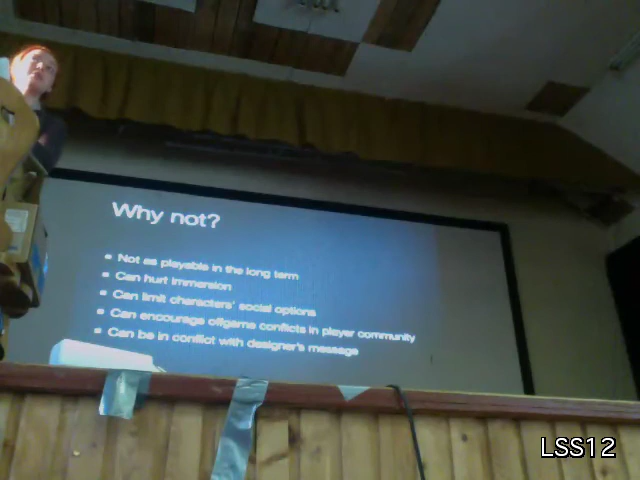 Why not?
Not as playable in the long term
Can hurt immersion
Can limit characters' social options
Can encourage offgame conflicts in player community
Can be in conflict with designer's message
LSS12